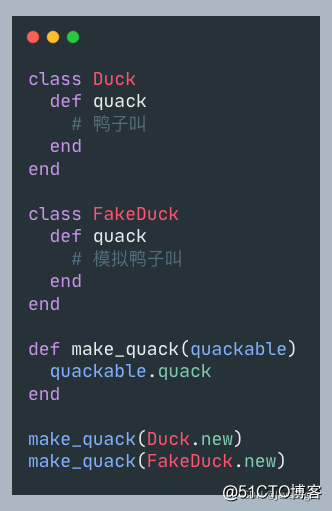 class Duck
  def quack
    # 鸭子叫
  end
end

class FakeDuck
  def quack
    # 模拟鸭子叫
  end
end

def make_quack(quackable)
  quackable.quack
end

make_quack(Duck.new)
make_quack(FakeDuck.new)
@51CTO博客